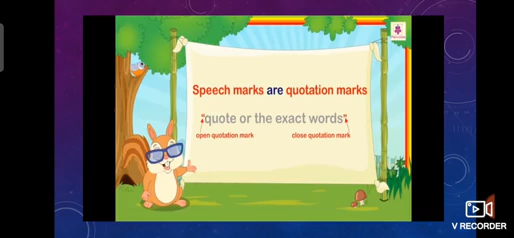 Speech marks are quotation marks
"quote or the exact words"
open quotation mark close quotation mark
V RECORDER